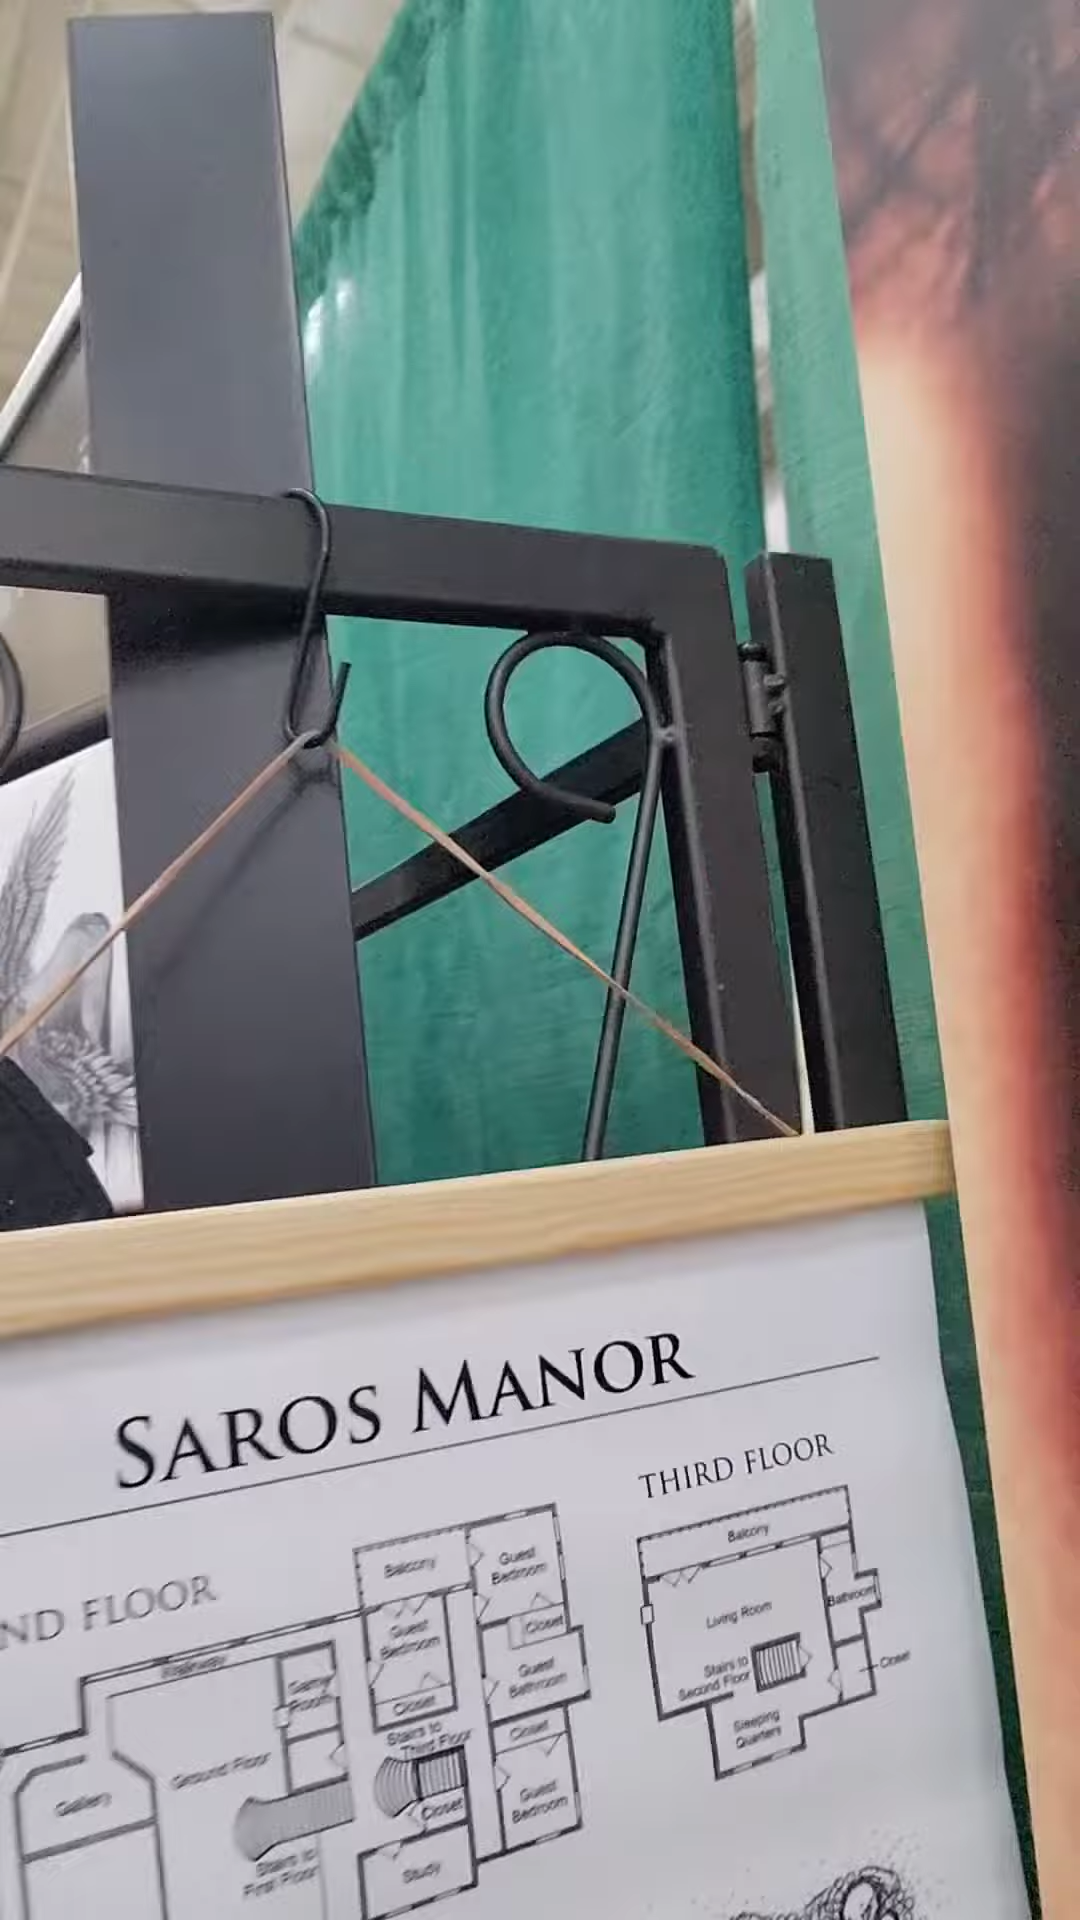 SAROS MANOR
THIRD FLOOR
Balcony
Living Room
Bathroom
Stairs to
Second Floor
Closet
Sleeping
Quarters
ND FLOOR
Balcony
Guest
Bedroom
Guest
Bedroom
Closet
Closet
Guest
Bathroom
Hallway
Room
Ground Floor
Gallery
Stairs to
Third Floor
Closet
Closet
Guest
Bedroom
Stairs to
First Floor
Study